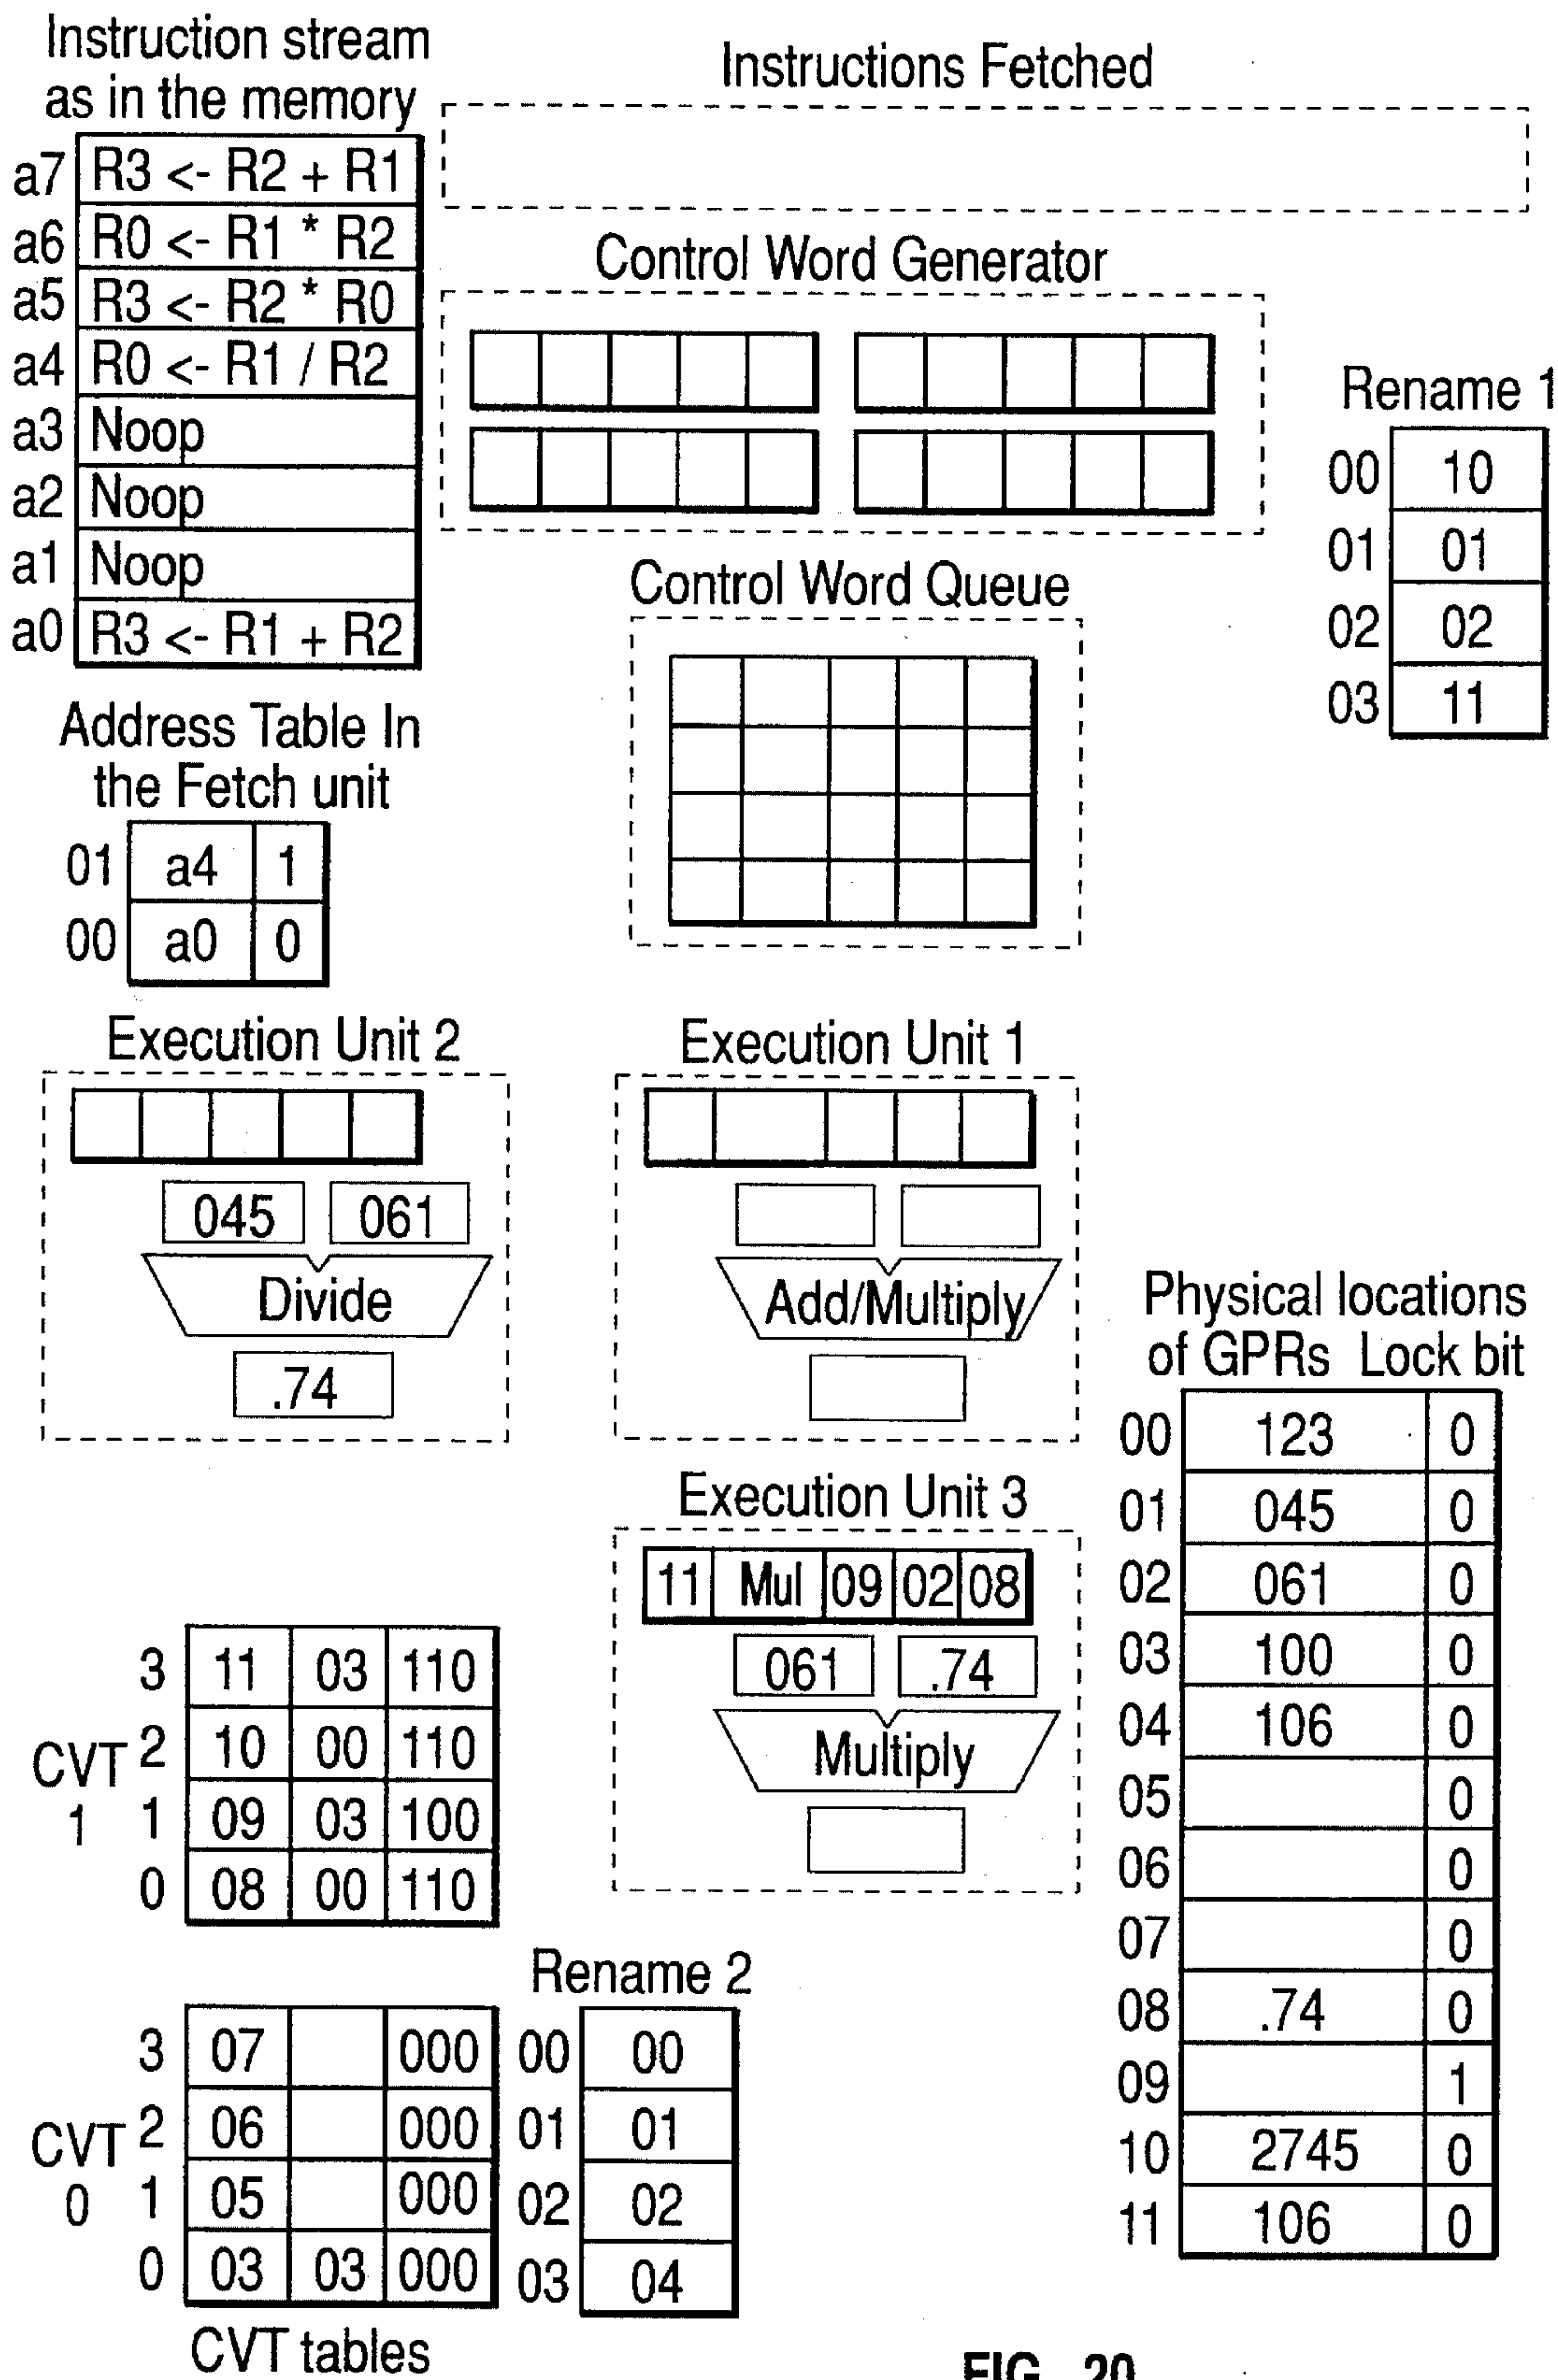 Instruction stream
as in the memory
a7 R3 <- R2 + R1
a6 R0 <- R1 * R2
a5 R3 <- R2 * R0
a4 R0 <- R1 / R2
a3 Noop
a2 Noop
a1 Noop
a0 R3 <- R1 + R2
Instructions Fetched
Control Word Generator
Rename 1
00 10
01 01
02 02
03 11
Control Word Queue
Address Table In
the Fetch unit
01 a4 1
00 a0 0
Execution Unit 2
045 061
Divide
.74
Execution Unit 1
Add/Multiply
Execution Unit 3
11 Mul 09 02 08
061 .74
Multiply
Physical locations
of GPRs Lock bit
00 123 0
01 045 0
02 061 0
03 100 0
04 106 0
05 0
06 0
07 0
08 .74 0
09 1
10 2745 0
11 106 0
CVT
1
3 11 03 110
2 10 00 110
1 09 03 100
0 08 00 110
CVT
0
3 07 000
2 06 000
1 05 000
0 03 03 000
CVT tables
Rename 2
00 00
01 01
02 02
03 04
FIG. 20